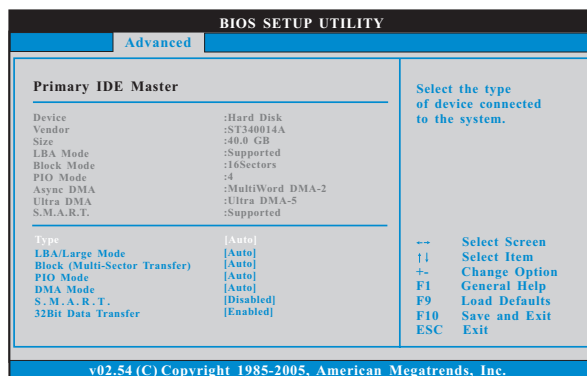 BIOS SETUP UTILITY
Advanced
Primary IDE Master
Device :Hard Disk
Vendor :ST340014A
Size :40.0 GB
LBA Mode :Supported
Block Mode :16Sectors
PIO Mode :4
Async DMA :MultiWord DMA-2
Ultra DMA :Ultra DMA-5
S.M.A.R.T. :Supported
Type [Auto]
LBA/Large Mode [Auto]
Block (Multi-Sector Transfer) [Auto]
PIO Mode [Auto]
DMA Mode [Auto]
S.M.A.R.T. [Disabled]
32Bit Data Transfer [Enabled]
Select the type
of device connected
to the system.
←→ Select Screen
↑↓ Select Item
+- Change Option
F1 General Help
F9 Load Defaults
F10 Save and Exit
ESC Exit
v02.54 (C) Copyright 1985-2005, American Megatrends, Inc.